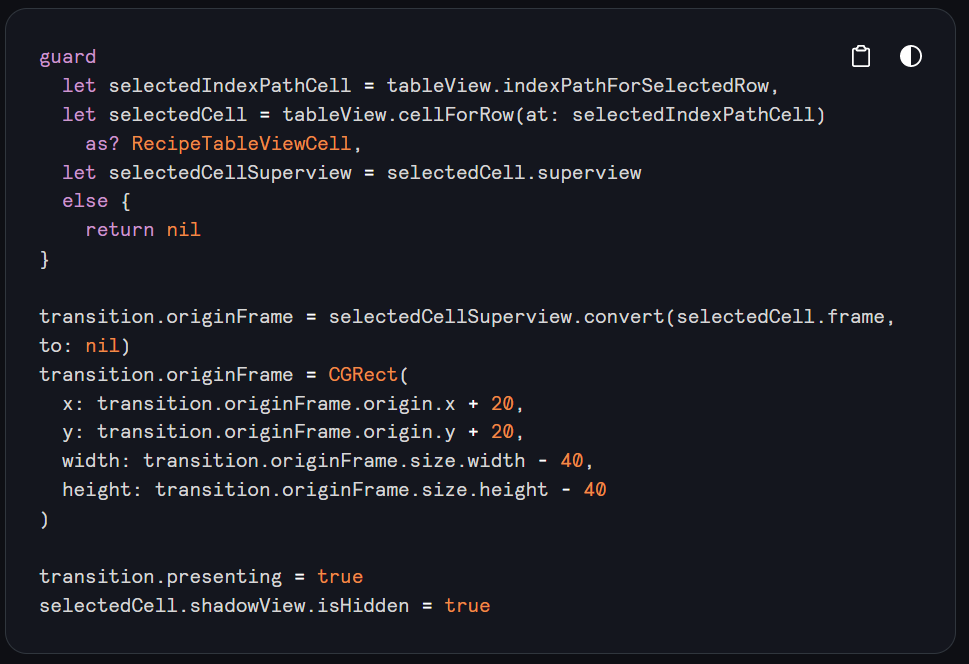 guard
  let selectedIndexPathCell = tableView.indexPathForSelectedRow,
  let selectedCell = tableView.cellForRow(at: selectedIndexPathCell)
    as? RecipeTableViewCell,
  let selectedCellSuperview = selectedCell.superview
  else {
    return nil
}

transition.originFrame = selectedCellSuperview.convert(selectedCell.frame,
to: nil)
transition.originFrame = CGRect(
  x: transition.originFrame.origin.x + 20,
  y: transition.originFrame.origin.y + 20,
  width: transition.originFrame.size.width - 40,
  height: transition.originFrame.size.height - 40
)

transition.presenting = true
selectedCell.shadowView.isHidden = true